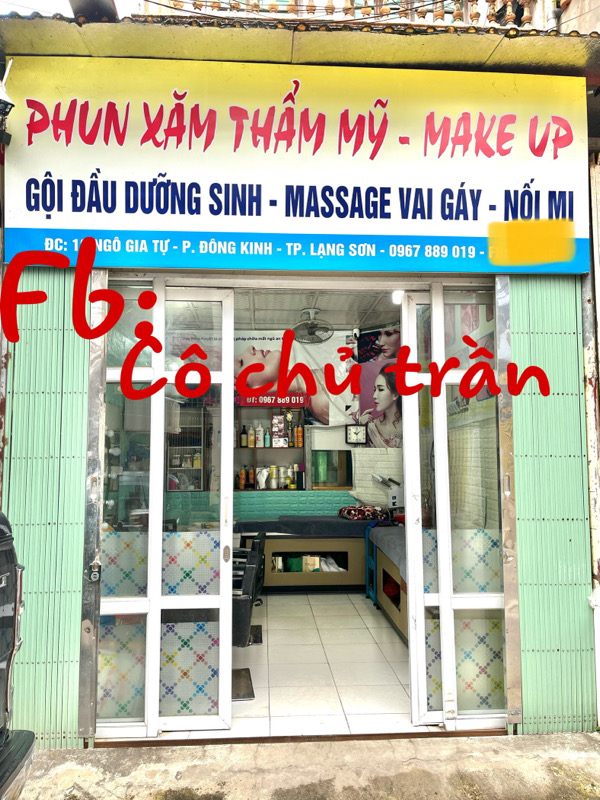 PHUN XĂM THẨM MỸ - MAKE UP
GỘI ĐẦU DƯỠNG SINH - MASSAGE VAI GÁY - NỐI MI
ĐC: NGÔ GIA TỰ - P. ĐÔNG KINH - TP. LẠNG SƠN - 0967 889 019 -
Fb:
Cô chủ trần
ĐT: 0967 889 019